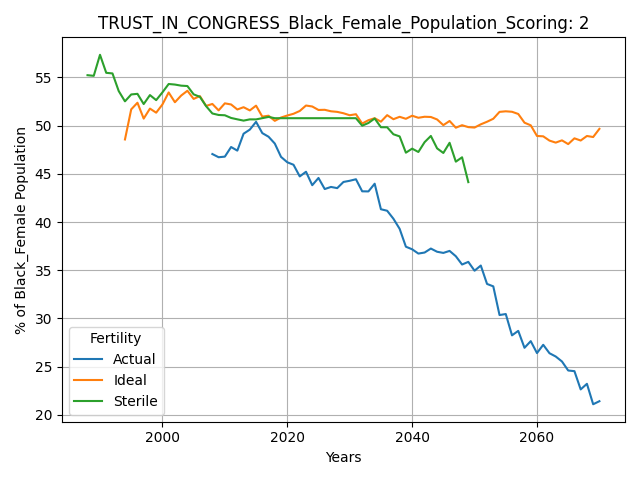 TRUST_IN_CONGRESS_Black_Female_Population_Scoring: 2
% of Black_Female Population
55
50
45
40
35
30
25
20
Fertility
Actual
Ideal
Sterile
2000 2020 2040 2060
Years